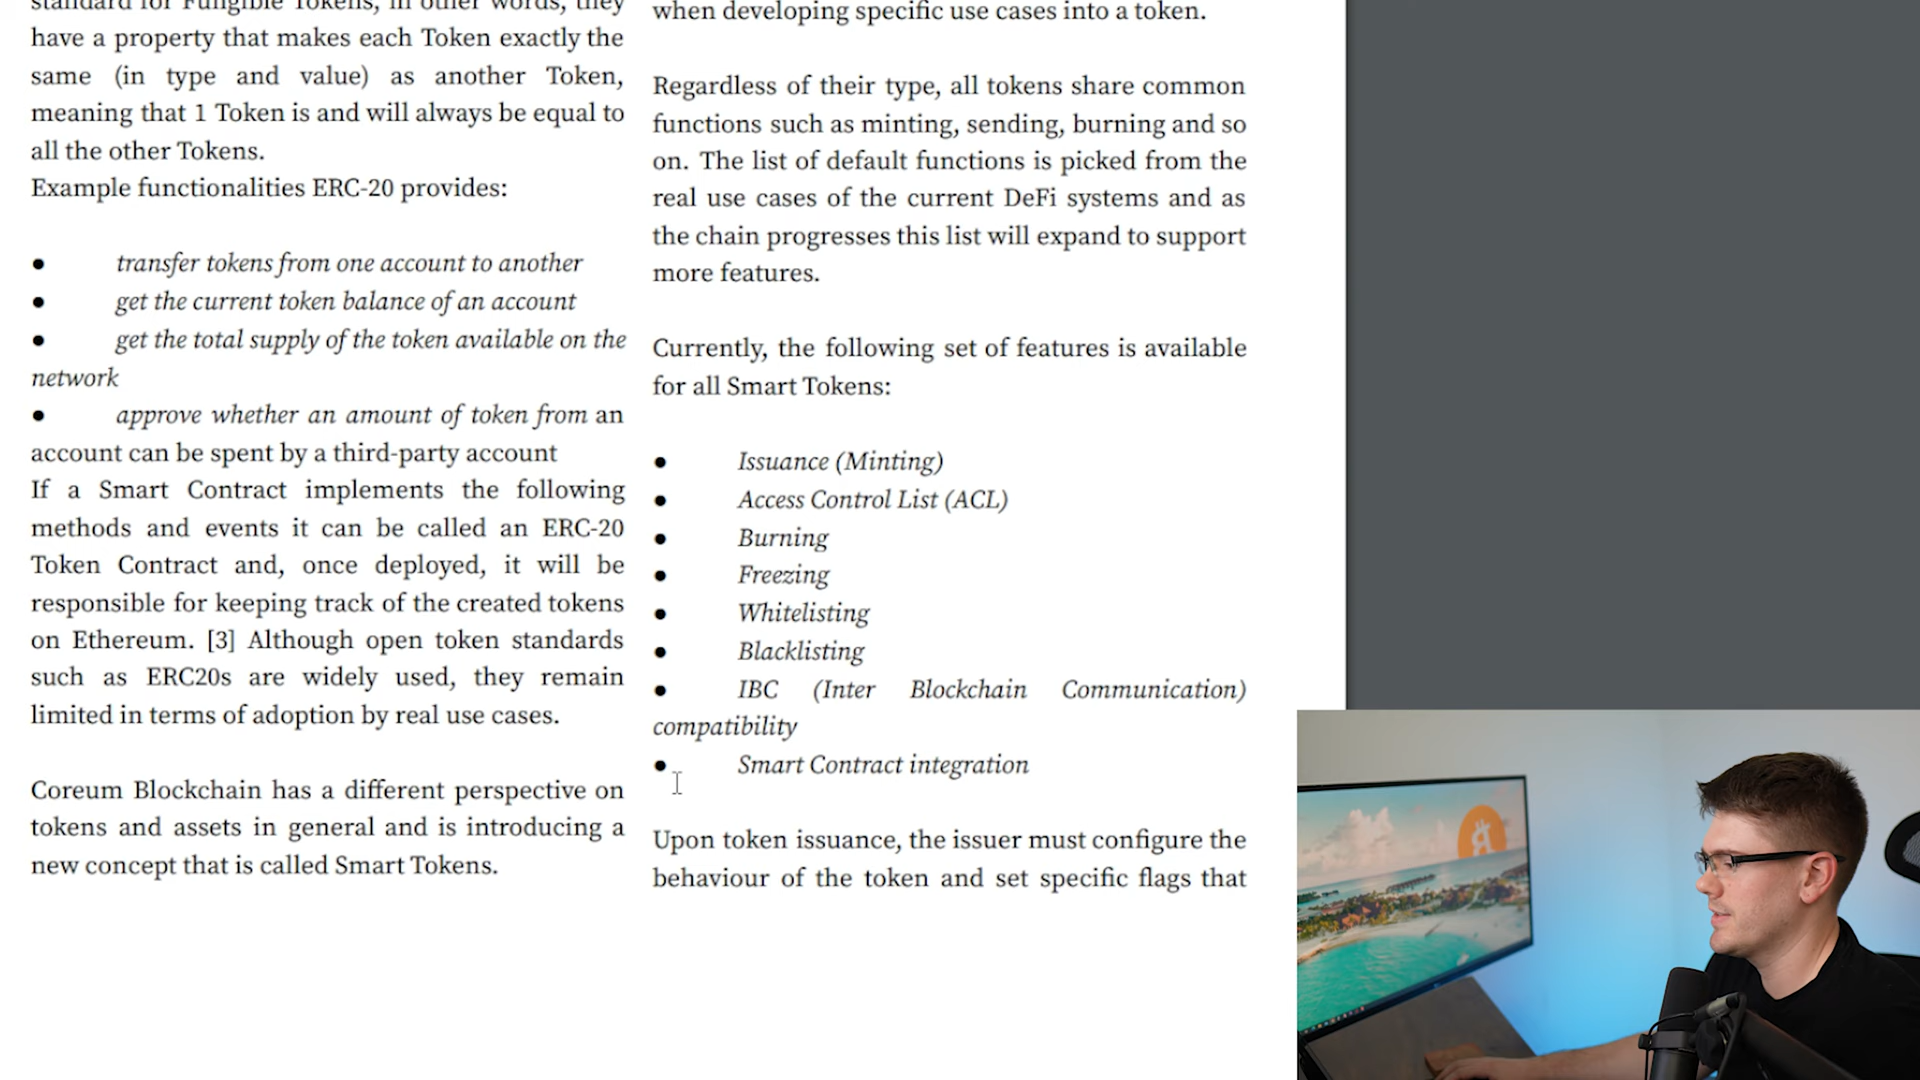 standard for Fungible Tokens, in other words, they
have a property that makes each Token exactly the
same (in type and value) as another Token,
meaning that 1 Token is and will always be equal to
all the other Tokens.
Example functionalities ERC-20 provides:
● transfer tokens from one account to another
● get the current token balance of an account
● get the total supply of the token available on the
network
● approve whether an amount of token from an
account can be spent by a third-party account
If a Smart Contract implements the following
methods and events it can be called an ERC-20
Token Contract and, once deployed, it will be
responsible for keeping track of the created tokens
on Ethereum. [3] Although open token standards
such as ERC20s are widely used, they remain
limited in terms of adoption by real use cases.
Coreum Blockchain has a different perspective on
tokens and assets in general and is introducing a
new concept that is called Smart Tokens.
when developing specific use cases into a token.
Regardless of their type, all tokens share common
functions such as minting, sending, burning and so
on. The list of default functions is picked from the
real use cases of the current DeFi systems and as
the chain progresses this list will expand to support
more features.
Currently, the following set of features is available
for all Smart Tokens:
● Issuance (Minting)
● Access Control List (ACL)
● Burning
● Freezing
● Whitelisting
● Blacklisting
● IBC (Inter Blockchain Communication)
compatibility
● Smart Contract integration
Upon token issuance, the issuer must configure the
behaviour of the token and set specific flags that